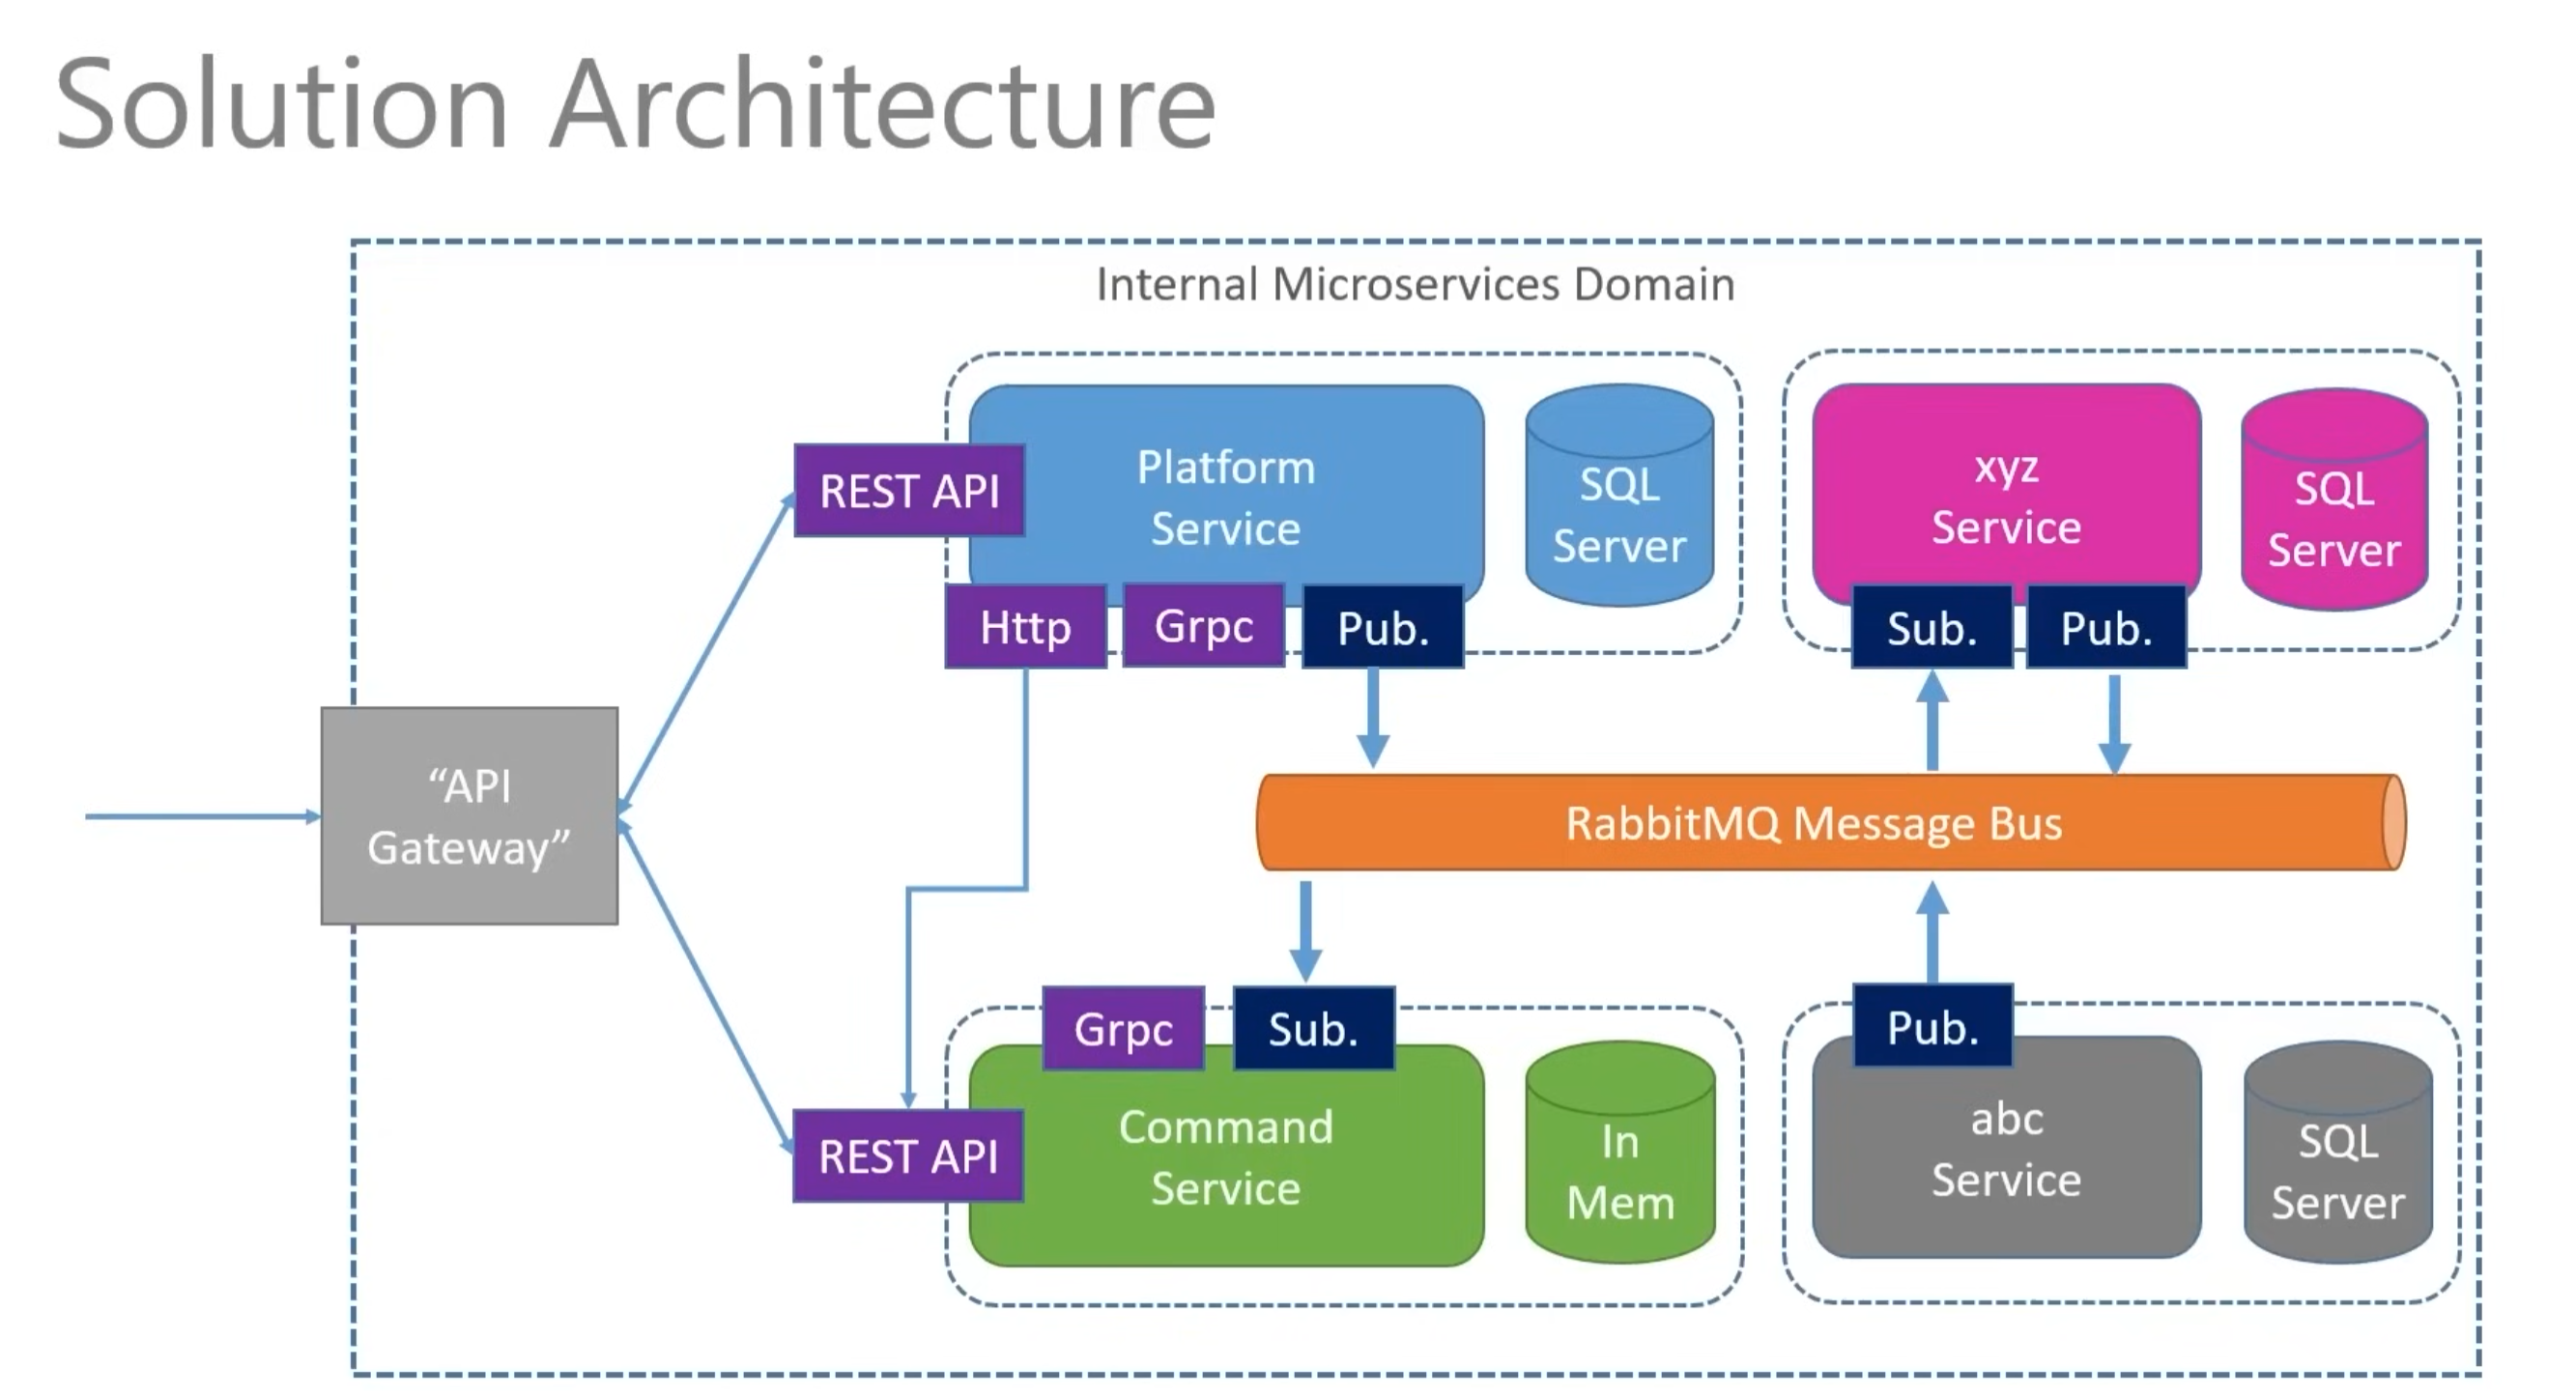 Solution Architecture
Internal Microservices Domain
REST API
Platform
Service
SQL
Server
Http
Grpc
Pub.
xyz
Service
SQL
Server
Sub.
Pub.
“API
Gateway”
RabbitMQ Message Bus
Grpc
Sub.
REST API
Command
Service
In
Mem
Pub.
abc
Service
SQL
Server